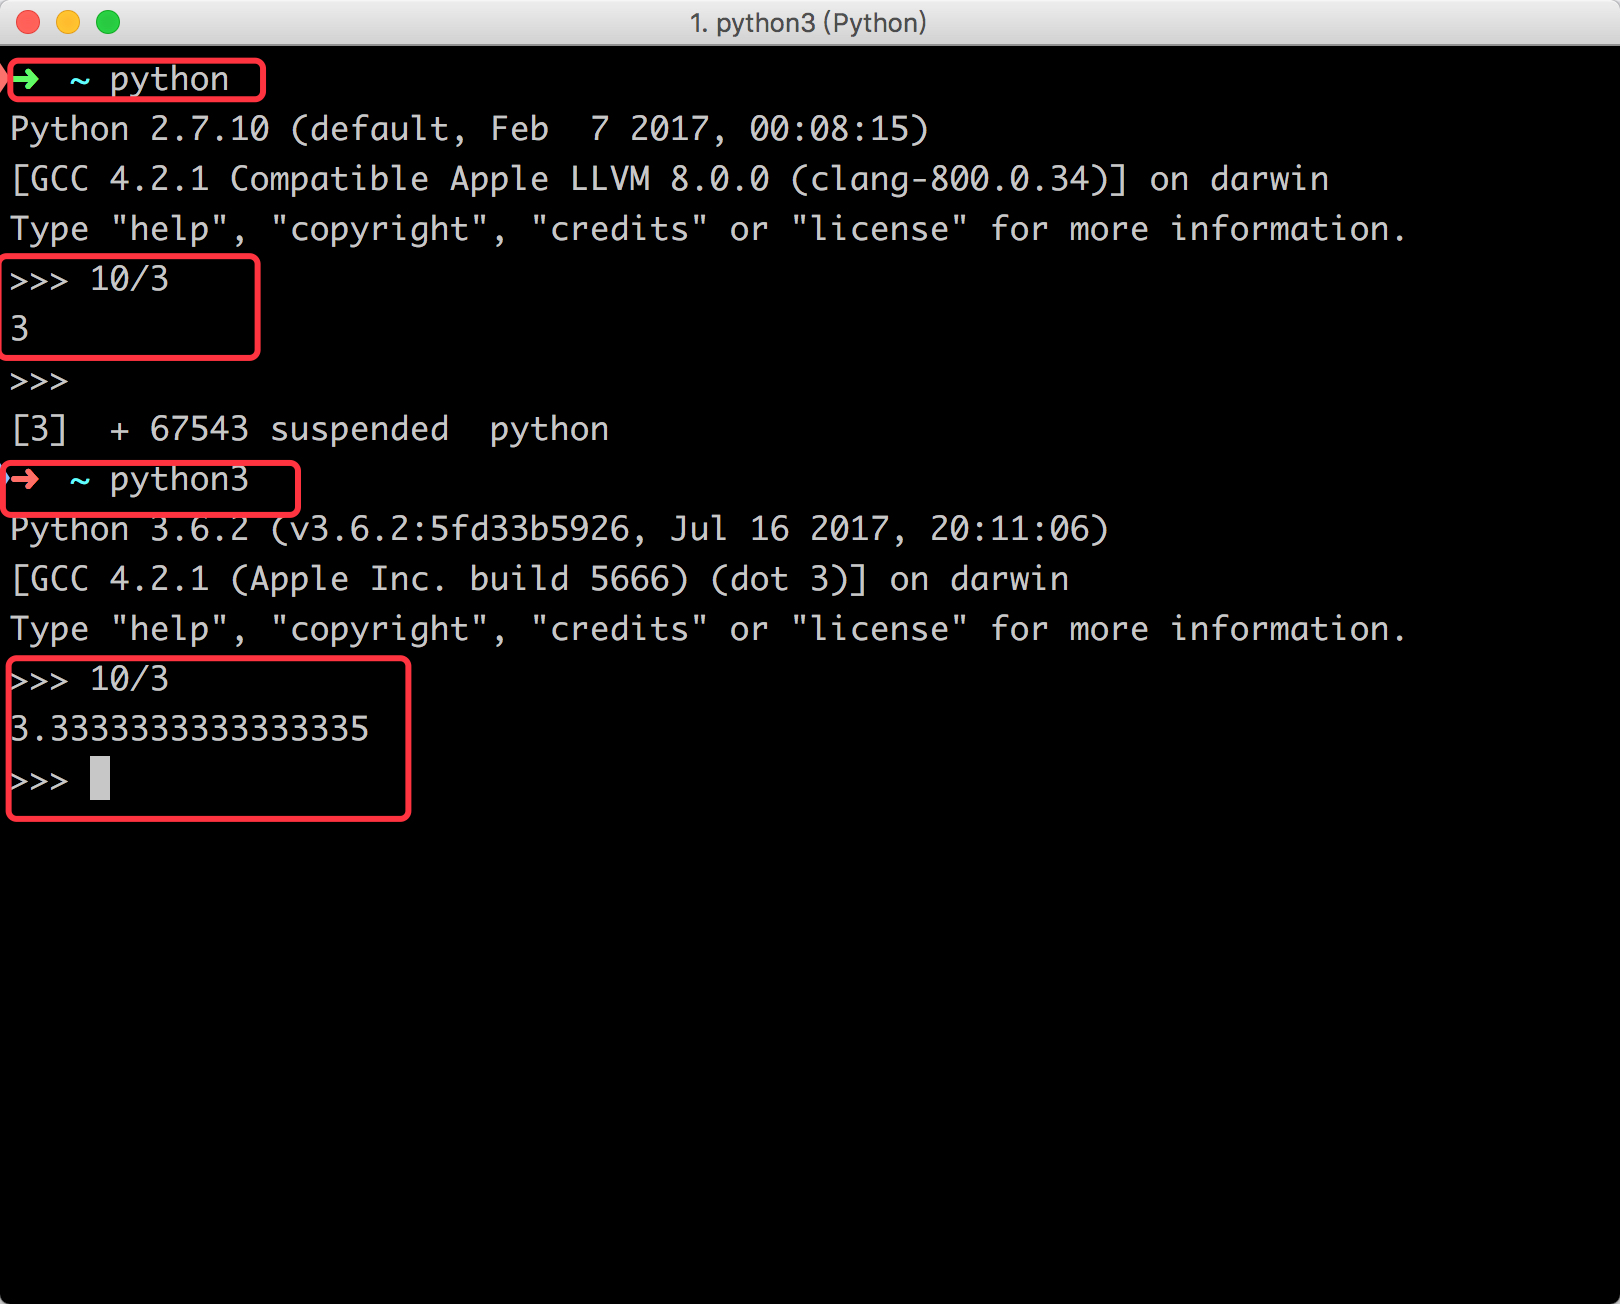 1. python3 (Python)
➜ ~ python
Python 2.7.10 (default, Feb  7 2017, 00:08:15)
[GCC 4.2.1 Compatible Apple LLVM 8.0.0 (clang-800.0.34)] on darwin
Type "help", "copyright", "credits" or "license" for more information.
>>> 10/3
3
>>>
[3]  + 67543 suspended  python
➜ ~ python3
Python 3.6.2 (v3.6.2:5fd33b5926, Jul 16 2017, 20:11:06)
[GCC 4.2.1 (Apple Inc. build 5666) (dot 3)] on darwin
Type "help", "copyright", "credits" or "license" for more information.
>>> 10/3
3.3333333333333335
>>>